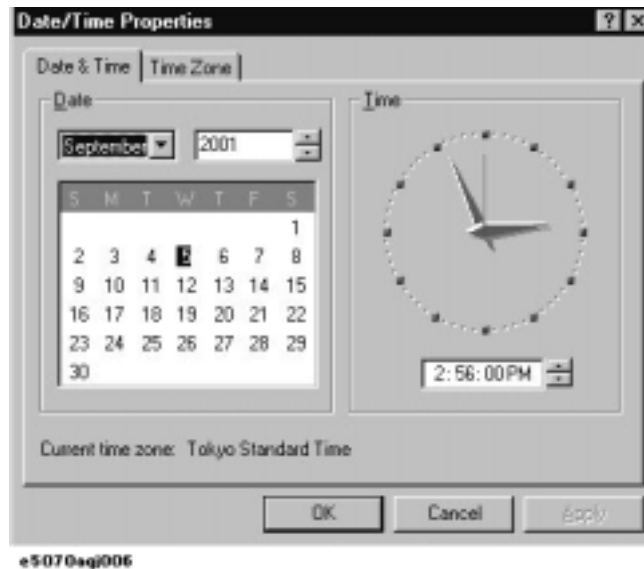 Date/Time Properties
Date & Time Time Zone
Date
Time
September 2001
S M T W T F S
1
2 3 4 5 6 7 8
9 10 11 12 13 14 15
16 17 18 19 20 21 22
23 24 25 26 27 28 29
30
2:56:00PM
Current time zone: Tokyo Standard Time
OK Cancel Apply
e5070aqj006